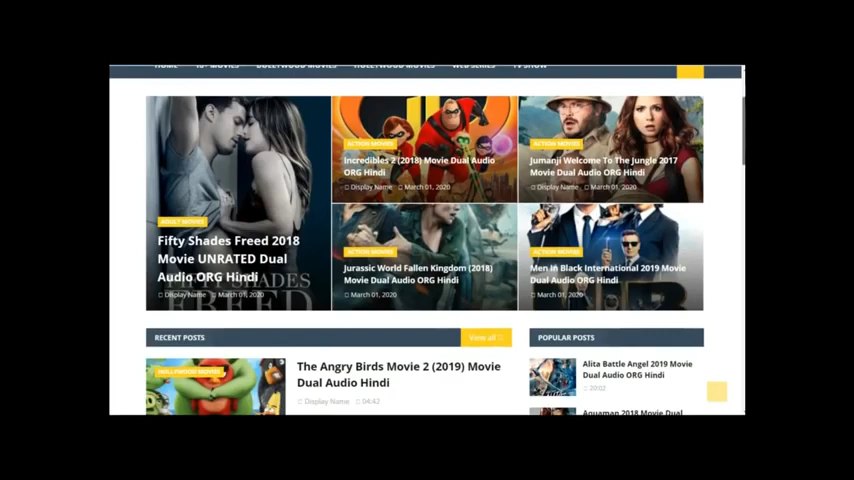 HOME 18+ MOVIES BOLLYWOOD MOVIES HOLLYWOOD MOVIES WEB SERIES TV SHOW
ADULT MOVIES
Fifty Shades Freed 2018
Movie UNRATED Dual
Audio ORG Hindi
Display Name March 01, 2020
FREED
ACTION MOVIES
Incredibles 2 (2018) Movie Dual Audio
ORG Hindi
Display Name March 01, 2020
ACTION MOVIES
Jumanji Welcome To The Jungle 2017
Movie Dual Audio ORG Hindi
Display Name March 01, 2020
ACTION MOVIES
Jurassic World Fallen Kingdom (2018)
Movie Dual Audio ORG Hindi
March 01, 2020
ACTION MOVIES
Men In Black International 2019 Movie
Dual Audio ORG Hindi
March 01, 2020
RECENT POSTS
View all
HOLLYWOOD MOVIES
The Angry Birds Movie 2 (2019) Movie
Dual Audio Hindi
Display Name 04:42
POPULAR POSTS
Alita Battle Angel 2019 Movie
Dual Audio ORG Hindi
20:02
Aquaman 2018 Movie Dual